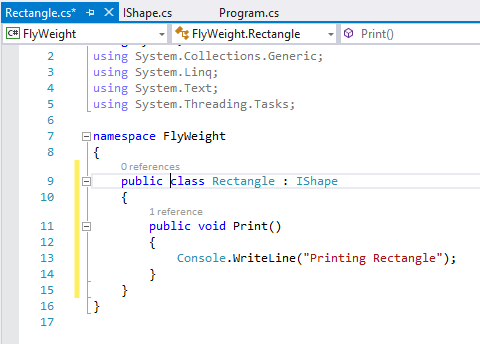 Rectangle.cs* IShape.cs Program.cs
C# FlyWeight FlyWeight.Rectangle Print()
2 using System.Collections.Generic;
3 using System.Linq;
4 using System.Text;
5 using System.Threading.Tasks;
6
7 namespace FlyWeight
8 {
0 references
9 public class Rectangle : IShape
10 {
1 reference
11 public void Print()
12 {
13 Console.WriteLine("Printing Rectangle");
14 }
15 }
16 }
17